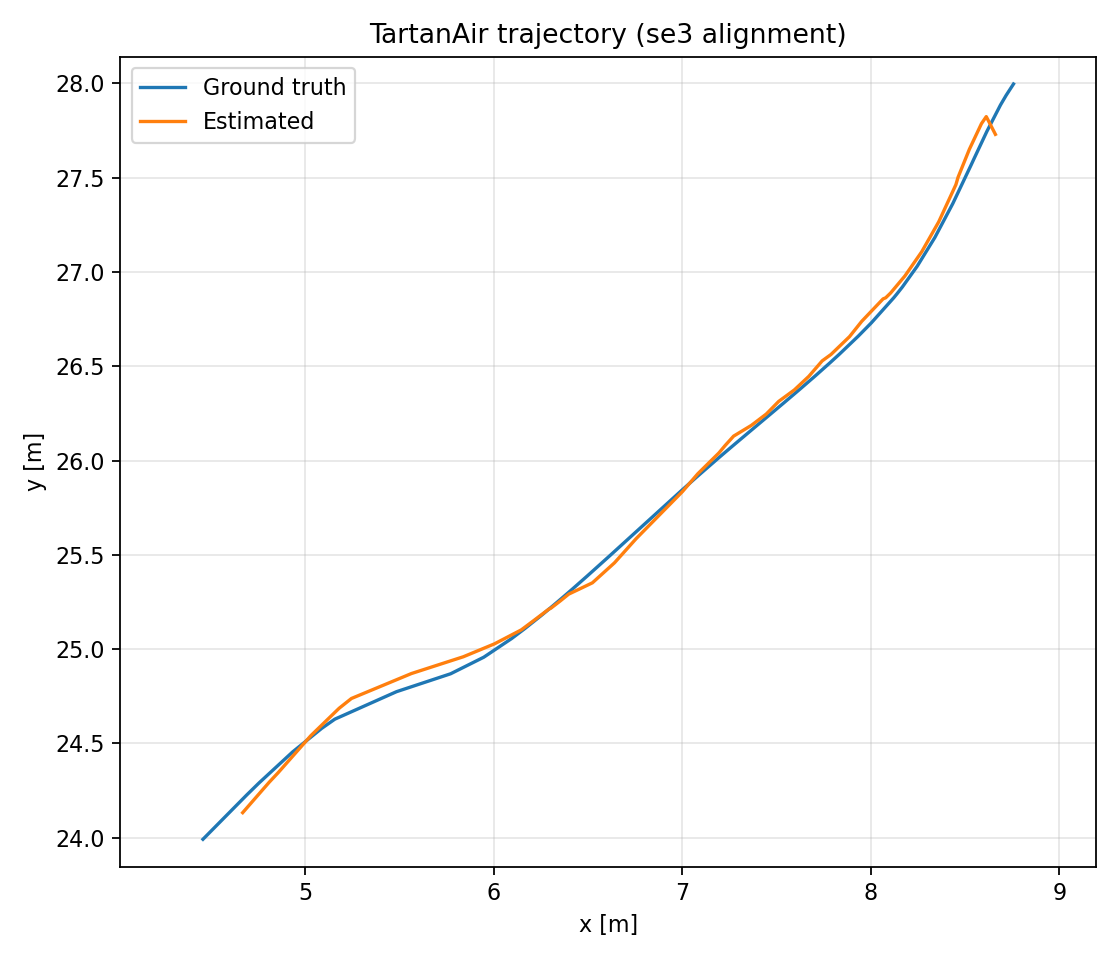 TartanAir trajectory (se3 alignment)
Ground truth
Estimated
28.0
27.5
27.0
26.5
26.0
25.5
25.0
24.5
24.0
y [m]
5 6 7 8 9
x [m]